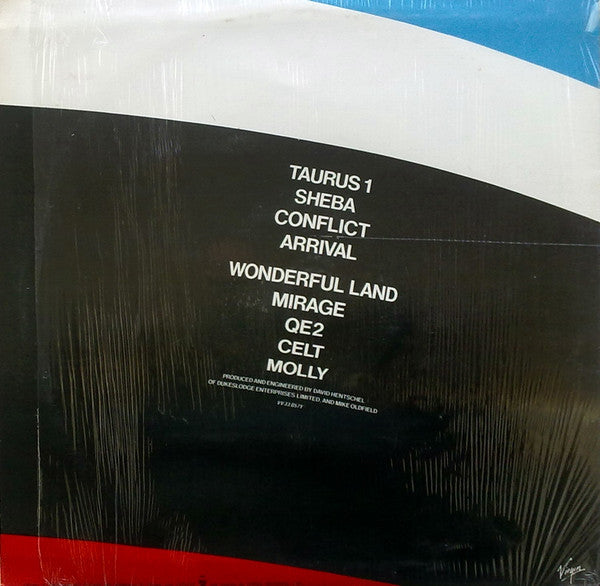 TAURUS 1
SHEBA
CONFLICT
ARRIVAL
WONDERFUL LAND
MIRAGE
QE2
CELT
MOLLY
PRODUCED AND ENGINEERED BY DAVID HENTSCHEL
OF DUKESLODGE ENTERPRISES LIMITED. AND MIKE OLDFIELD
Virgin